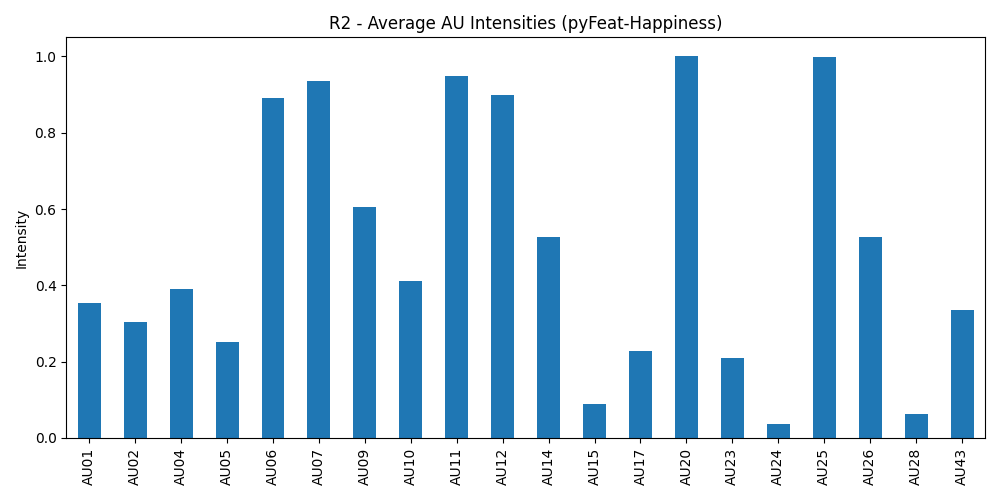 R2 - Average AU Intensities (pyFeat-Happiness)
1.0
0.8
0.6
0.4
0.2
0.0
Intensity
AU01
AU02
AU04
AU05
AU06
AU07
AU09
AU10
AU11
AU12
AU14
AU15
AU17
AU20
AU23
AU24
AU25
AU26
AU28
AU43